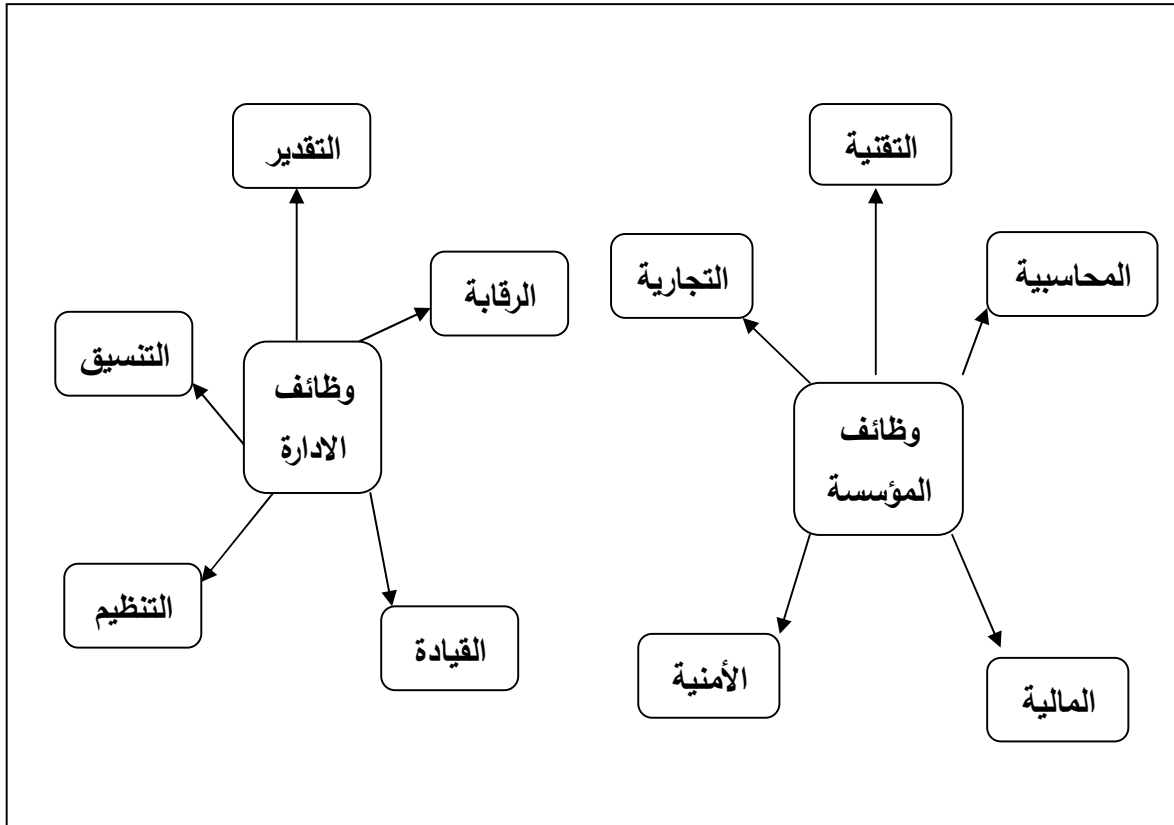 التقنية
التقدير
المحاسبية
التجارية
الرقابة
التنسيق
وظائف
المؤسسة
وظائف
الادارة
المالية
الأمنية
القيادة
التنظيم